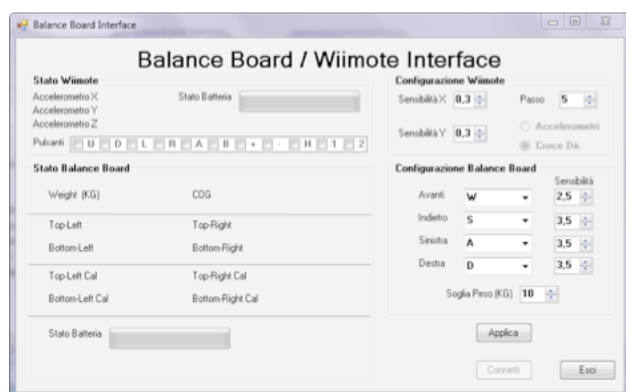 Balance Board Interface
Balance Board / Wiimote Interface
Stato Wiimote
Accelerometro X
Accelerometro Y
Accelerometro Z
Stato Batteria
Pulsanti U D L R A B + - H 1 2
Configurazione Wiimote
Sensibilità X 0,3 Passo 5
Sensibilità Y 0,3
Accelerometri
Croce Dir.
Stato Balance Board
Weight (KG) COG
Top-Left Top-Right
Bottom-Left Bottom-Right
Top-Left Cal Top-Right Cal
Bottom-Left Cal Bottom-Right Cal
Stato Batteria
Configurazione Balance Board
Sensibilità
Avanti W 2,5
Indietro S 3,5
Sinistra A 3,5
Destra D 3,5
Soglia Peso (KG) 10
Applica
Connetti Esci